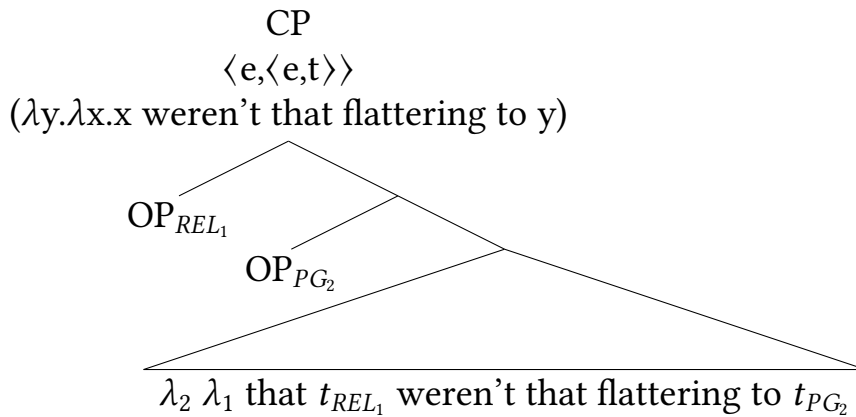 CP
⟨e,⟨e,t⟩⟩
(λy.λx.x weren't that flattering to y)
OP_{REL_1}
OP_{PG_2}
λ_2 λ_1 that t_{REL_1} weren't that flattering to t_{PG_2}